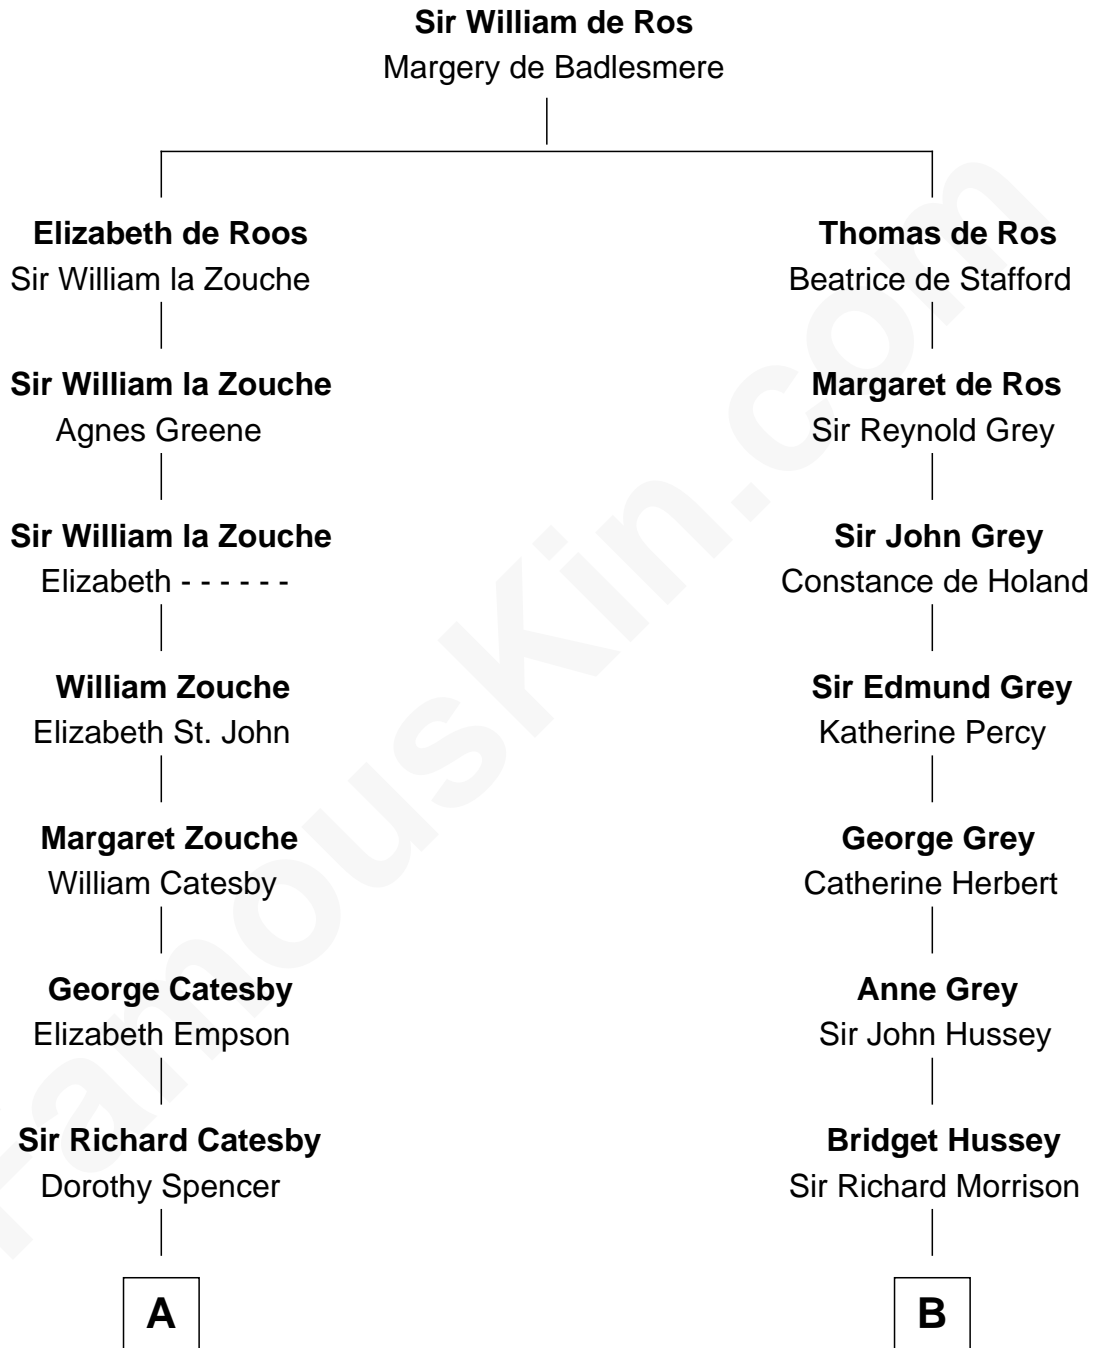 Sir William de Ros
Margery de Badlesmere
Elizabeth de Roos
Sir William la Zouche
Thomas de Ros
Beatrice de Stafford
Sir William la Zouche
Agnes Greene
Margaret de Ros
Sir Reynold Grey
Sir William la Zouche
Elizabeth - - - - - -
Sir John Grey
Constance de Holand
William Zouche
Elizabeth St. John
Sir Edmund Grey
Katherine Percy
Margaret Zouche
William Catesby
George Grey
Catherine Herbert
George Catesby
Elizabeth Empson
Anne Grey
Sir John Hussey
Sir Richard Catesby
Dorothy Spencer
Bridget Hussey
Sir Richard Morrison
A
B
FamousKin.com